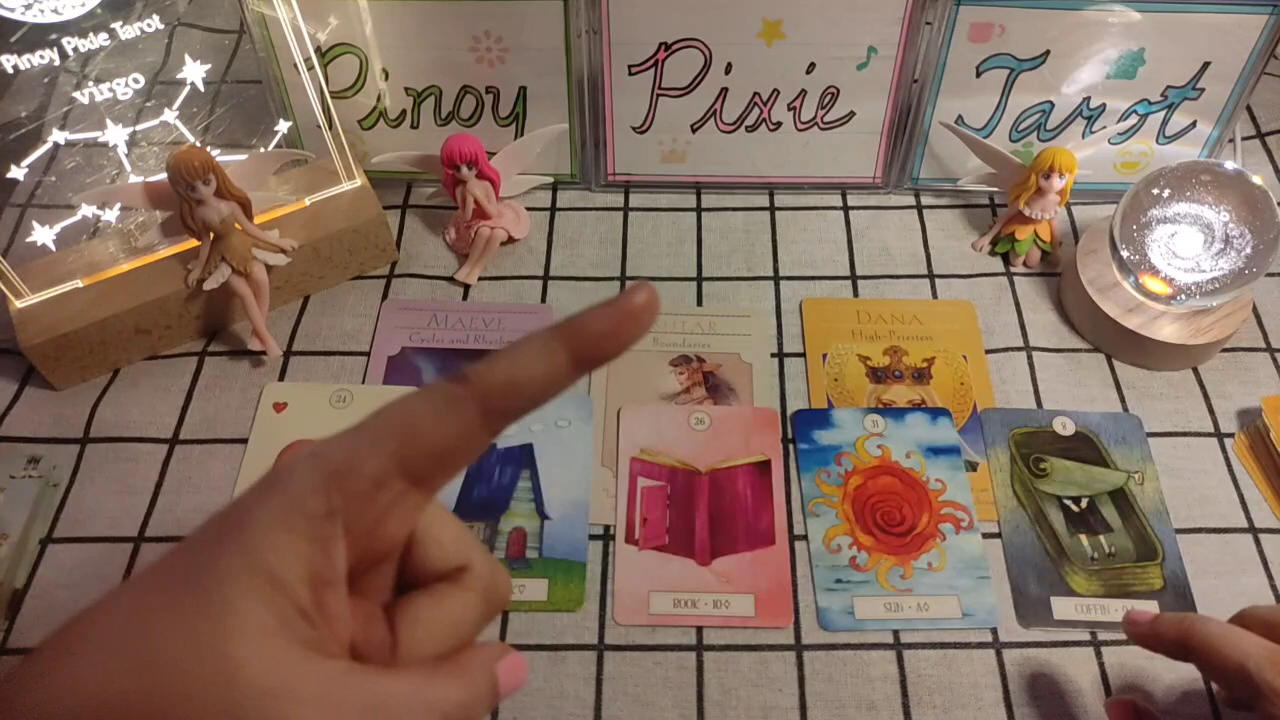 Pinoy Pixie Tarot
virgo
Pinoy
Pixie
Tarot
MAEVE
Cycles and Rhythms
Boundaries
DANA
High-Priestess
24
26
BOOK • 10♢
31
SUN • A♢
8
COFFIN •